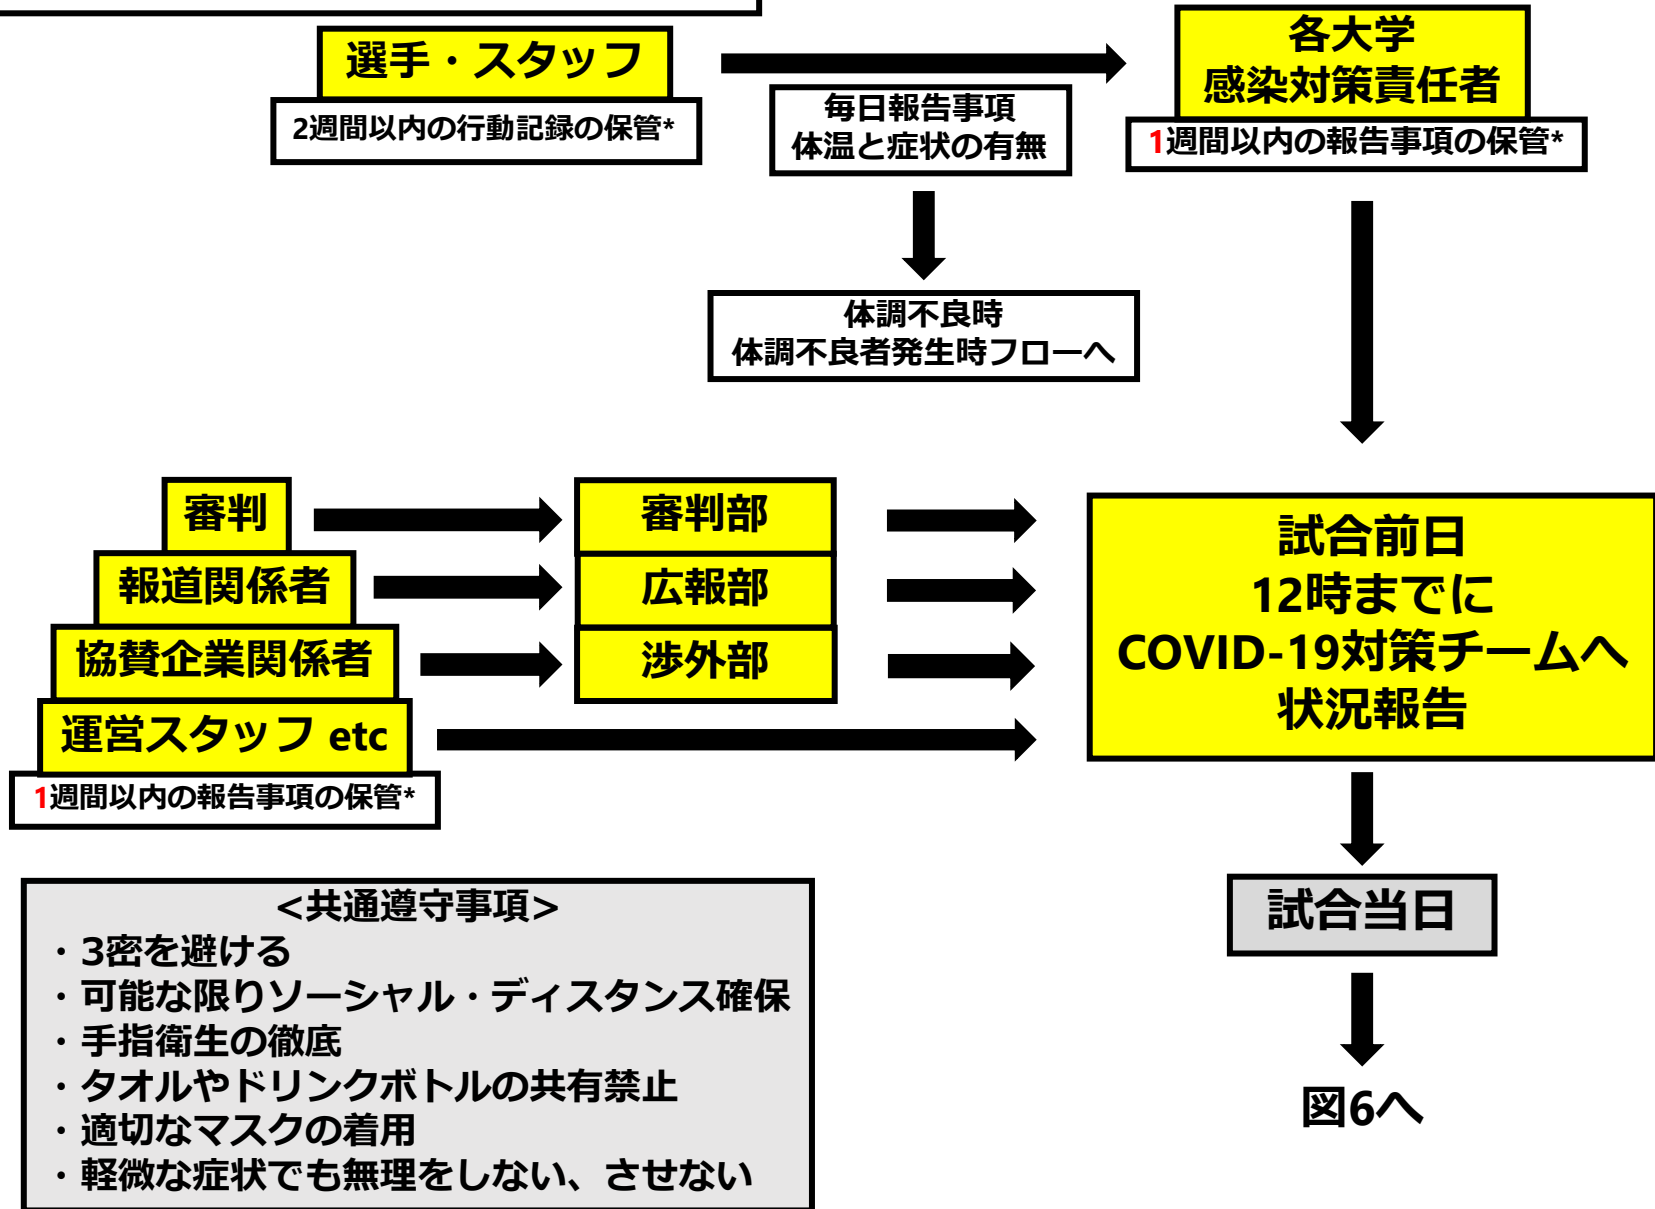 選手・スタッフ
2週間以内の行動記録の保管*
毎日報告事項
体温と症状の有無
各大学
感染対策責任者
1週間以内の報告事項の保管*
体調不良時
体調不良者発生時フローへ
審判
審判部
報道関係者
広報部
協賛企業関係者
渉外部
運営スタッフ etc
1週間以内の報告事項の保管*
試合前日
12時までに
COVID-19対策チームへ
状況報告
試合当日
図6へ
<共通遵守事項>
・3密を避ける
・可能な限りソーシャル・ディスタンス確保
・手指衛生の徹底
・タオルやドリンクボトルの共有禁止
・適切なマスクの着用
・軽微な症状でも無理をしない、させない